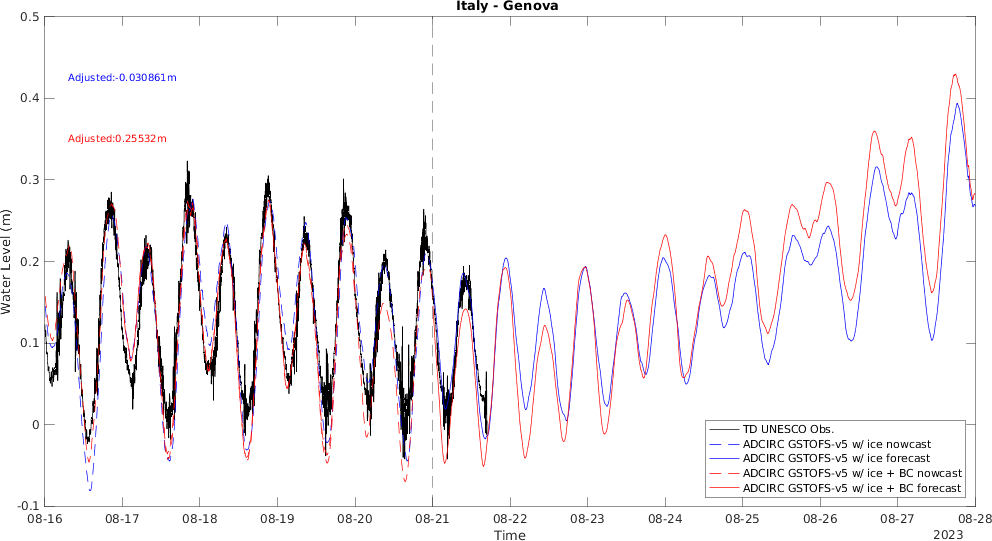 Italy - Genova
0.5
0.4
0.3
0.2
0.1
0
-0.1
Water Level (m)
Adjusted:-0.030861m
Adjusted:0.25532m
TD UNESCO Obs.
ADCIRC GSTOFS-v5 w/ ice nowcast
ADCIRC GSTOFS-v5 w/ ice forecast
ADCIRC GSTOFS-v5 w/ ice + BC nowcast
ADCIRC GSTOFS-v5 w/ ice + BC forecast
08-16 08-17 08-18 08-19 08-20 08-21 08-22 08-23 08-24 08-25 08-26 08-27 08-28
Time
2023